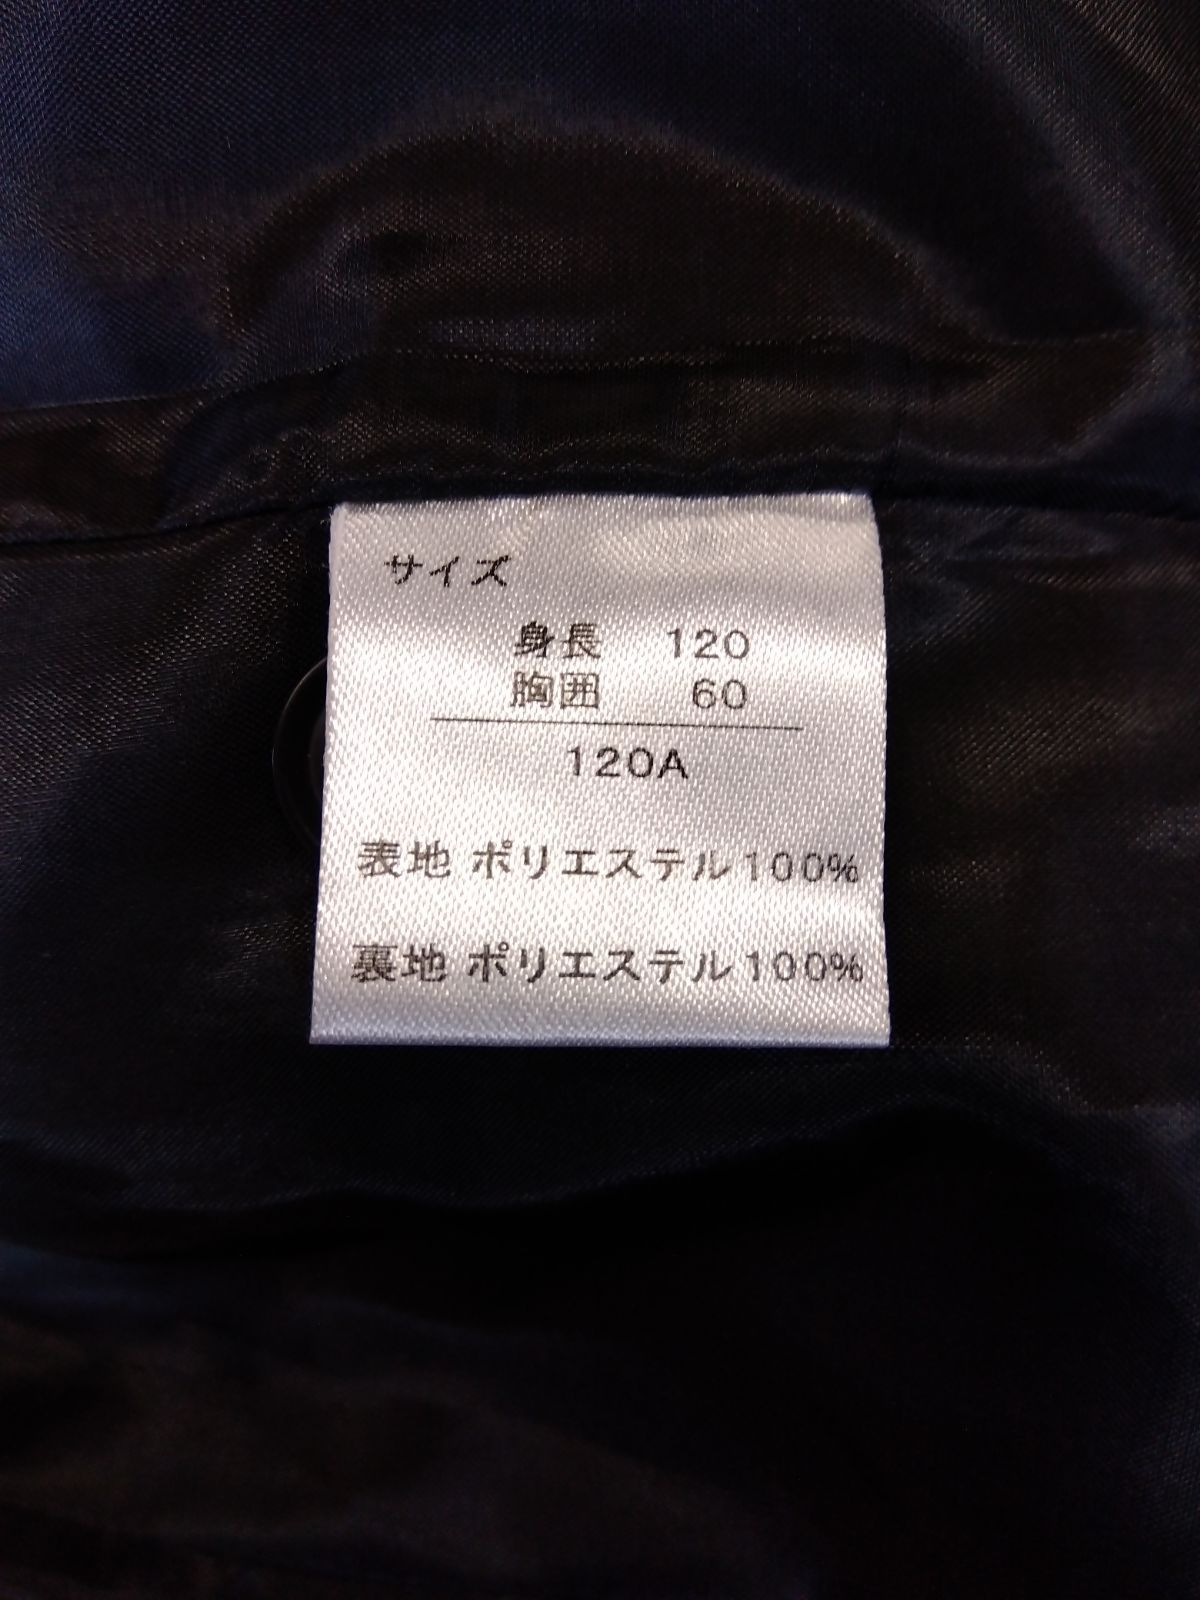 サイズ
身長 120
胸囲 60
120A
表地 ポリエステル100%
裏地 ポリエステル100%